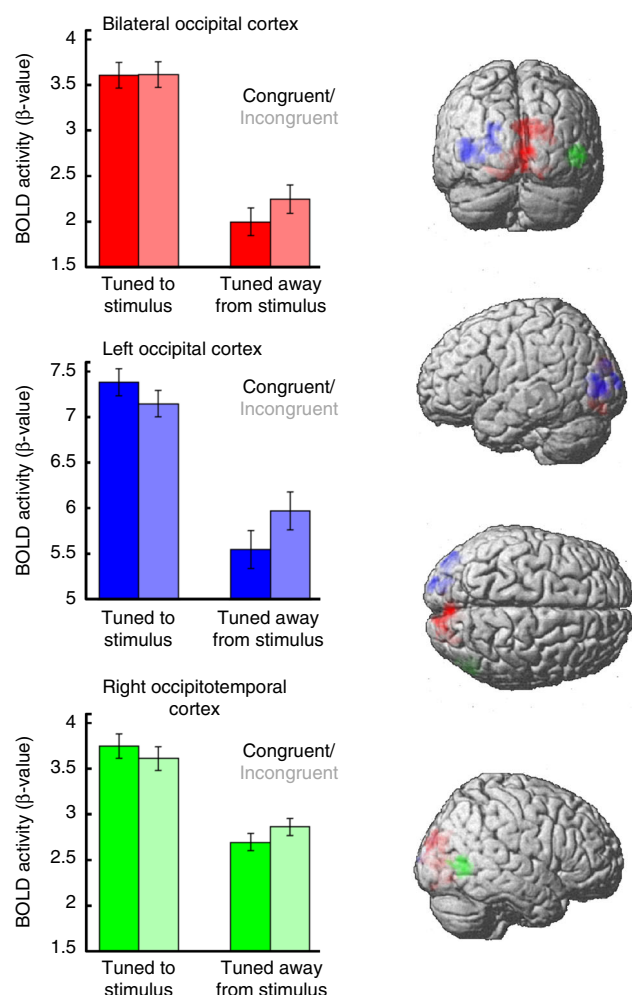 Bilateral occipital cortex
BOLD activity (β-value)
4
3.5
3
2.5
2
1.5
Congruent/
Incongruent
Tuned to
stimulus
Tuned away
from stimulus
Left occipital cortex
BOLD activity (β-value)
7.5
7
6.5
6
5.5
5
Congruent/
Incongruent
Tuned to
stimulus
Tuned away
from stimulus
Right occipitotemporal
cortex
BOLD activity (β-value)
4
3.5
3
2.5
2
1.5
Congruent/
Incongruent
Tuned to
stimulus
Tuned away
from stimulus